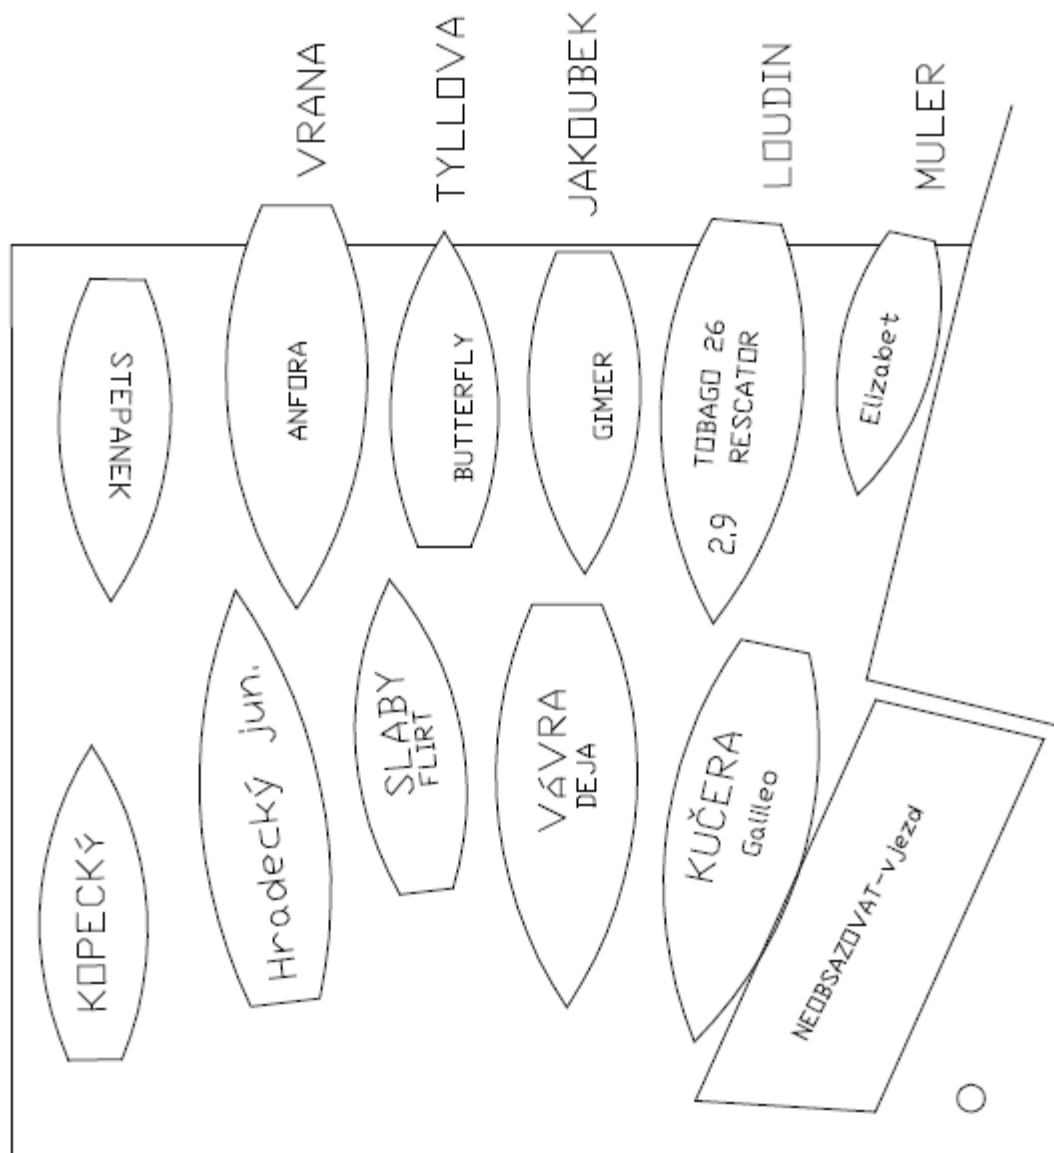 VRANA
TYLLOVA
JAKOUBEK
LOUDIN
MULER
STEPANEK
ANFORA
BUTTERFLY
GIMIER
TOBAGO 26
RESCATOR
2,9
Elizabet
KOPECKÝ
Hradecký jun.
SLABY
FLIRT
VÁVRA
DEJA
KUČERA
Galileo
NEOBSAZOVAT-vjezd